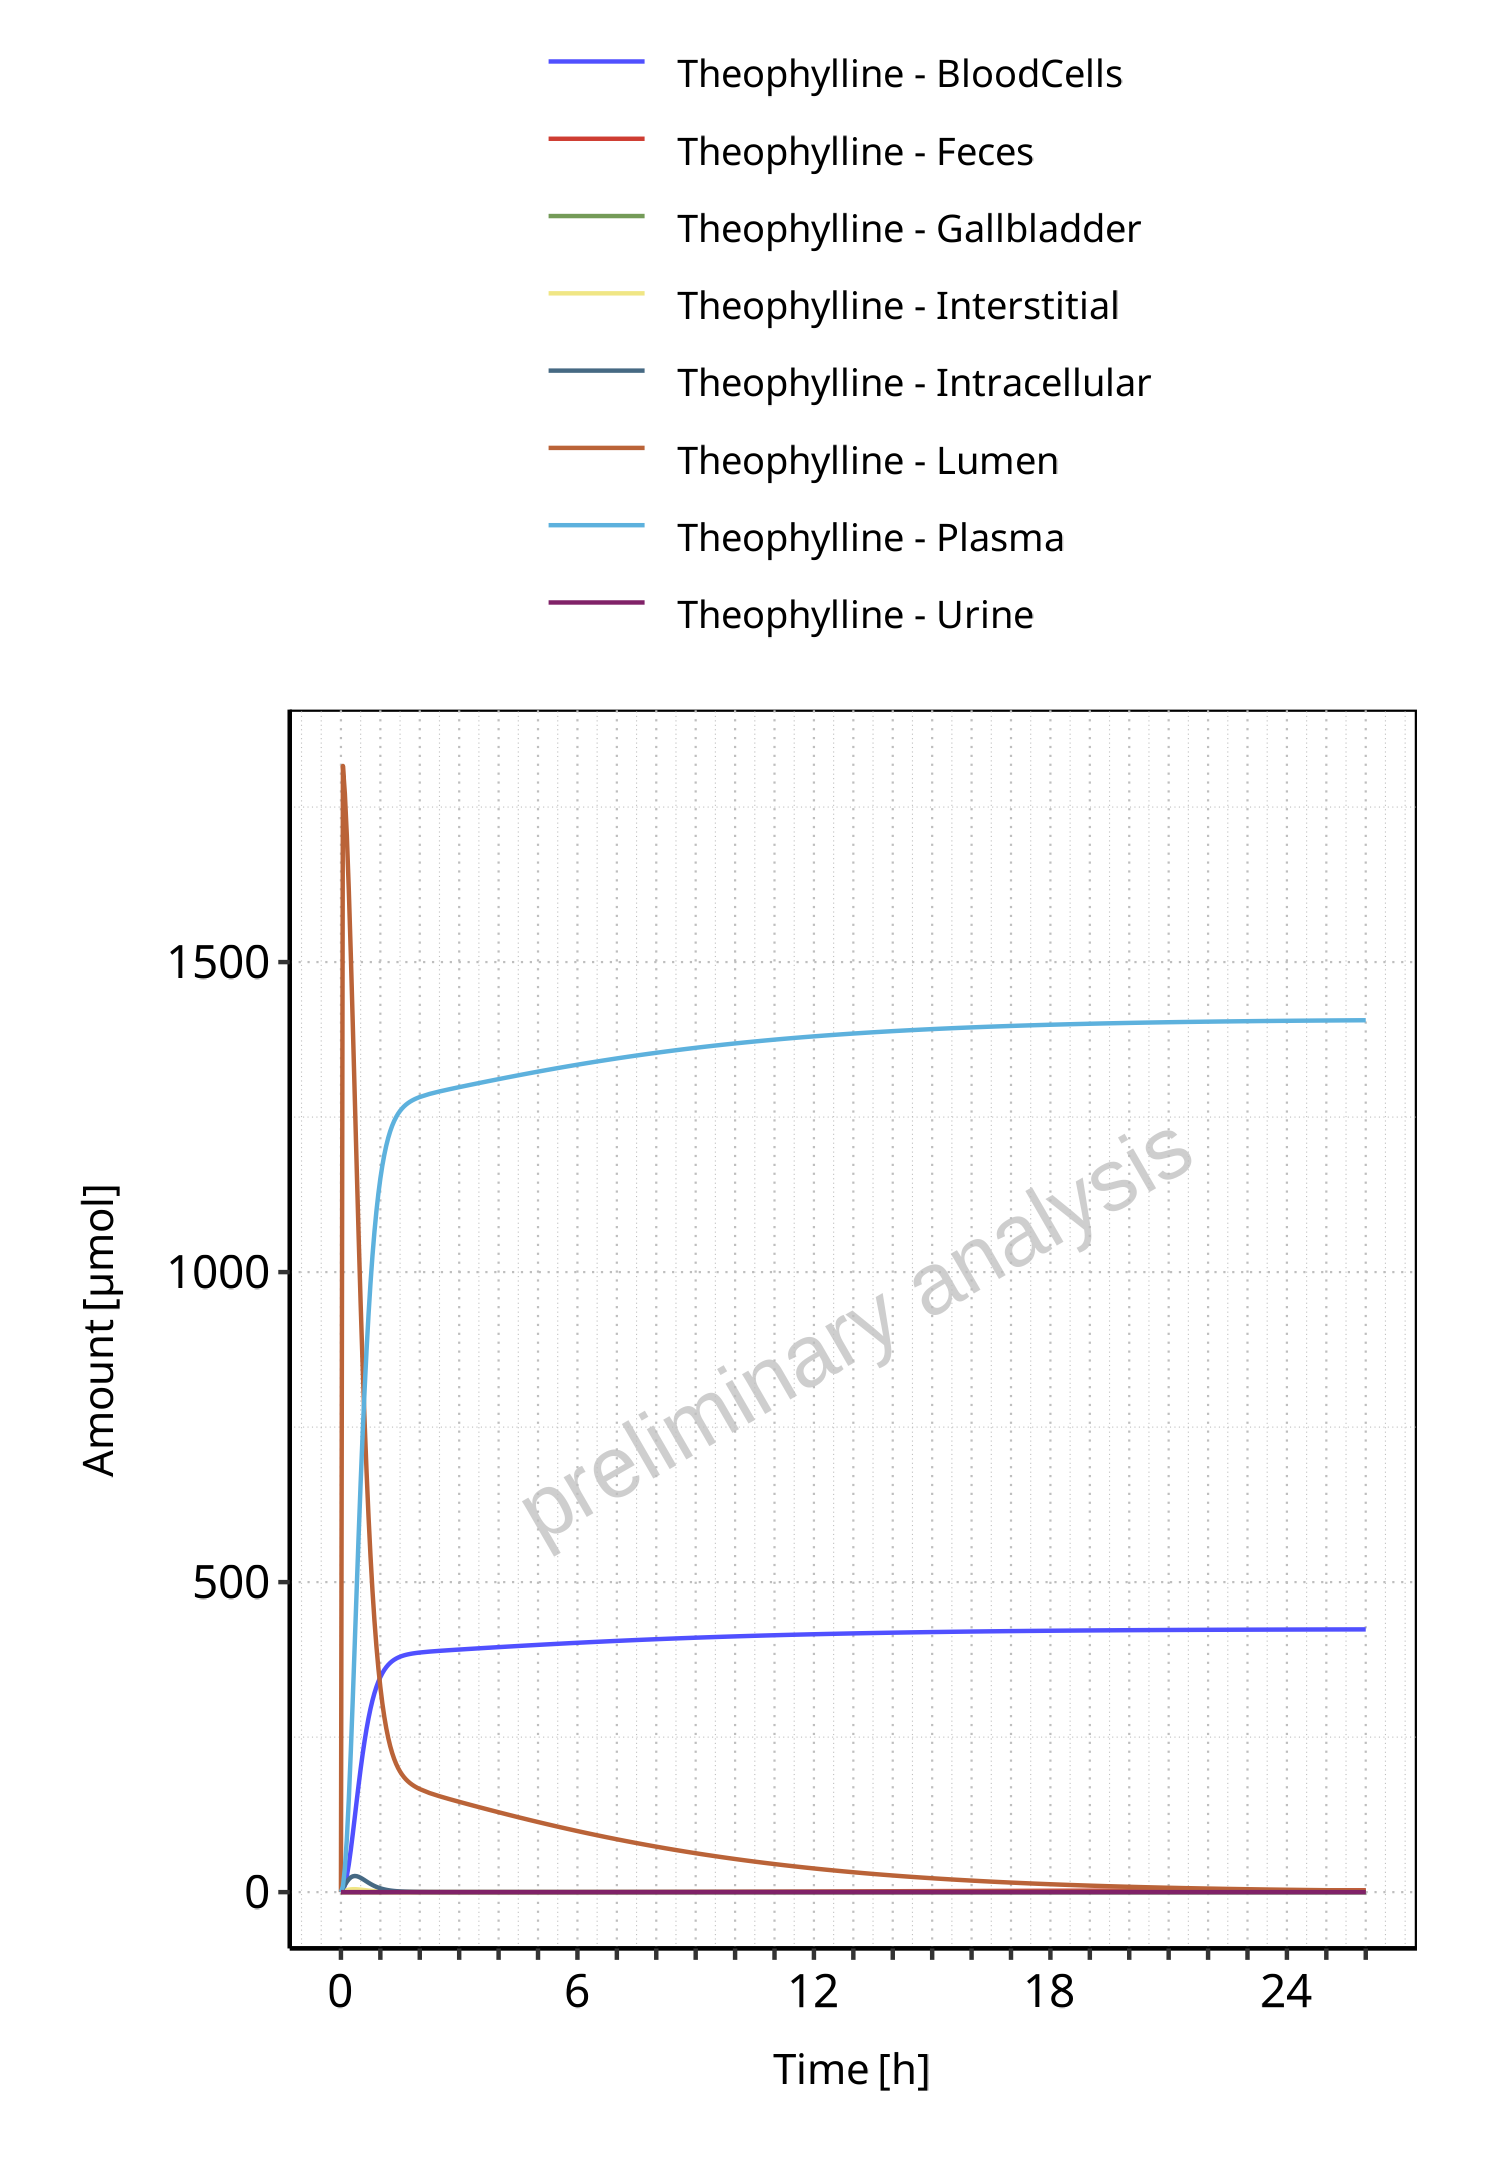 Theophylline - BloodCells
Theophylline - Feces
Theophylline - Gallbladder
Theophylline - Interstitial
Theophylline - Intracellular
Theophylline - Lumen
Theophylline - Plasma
Theophylline - Urine
1500
1000
500
0
Amount [µmol]
preliminary analysis
0 6 12 18 24
Time [h]